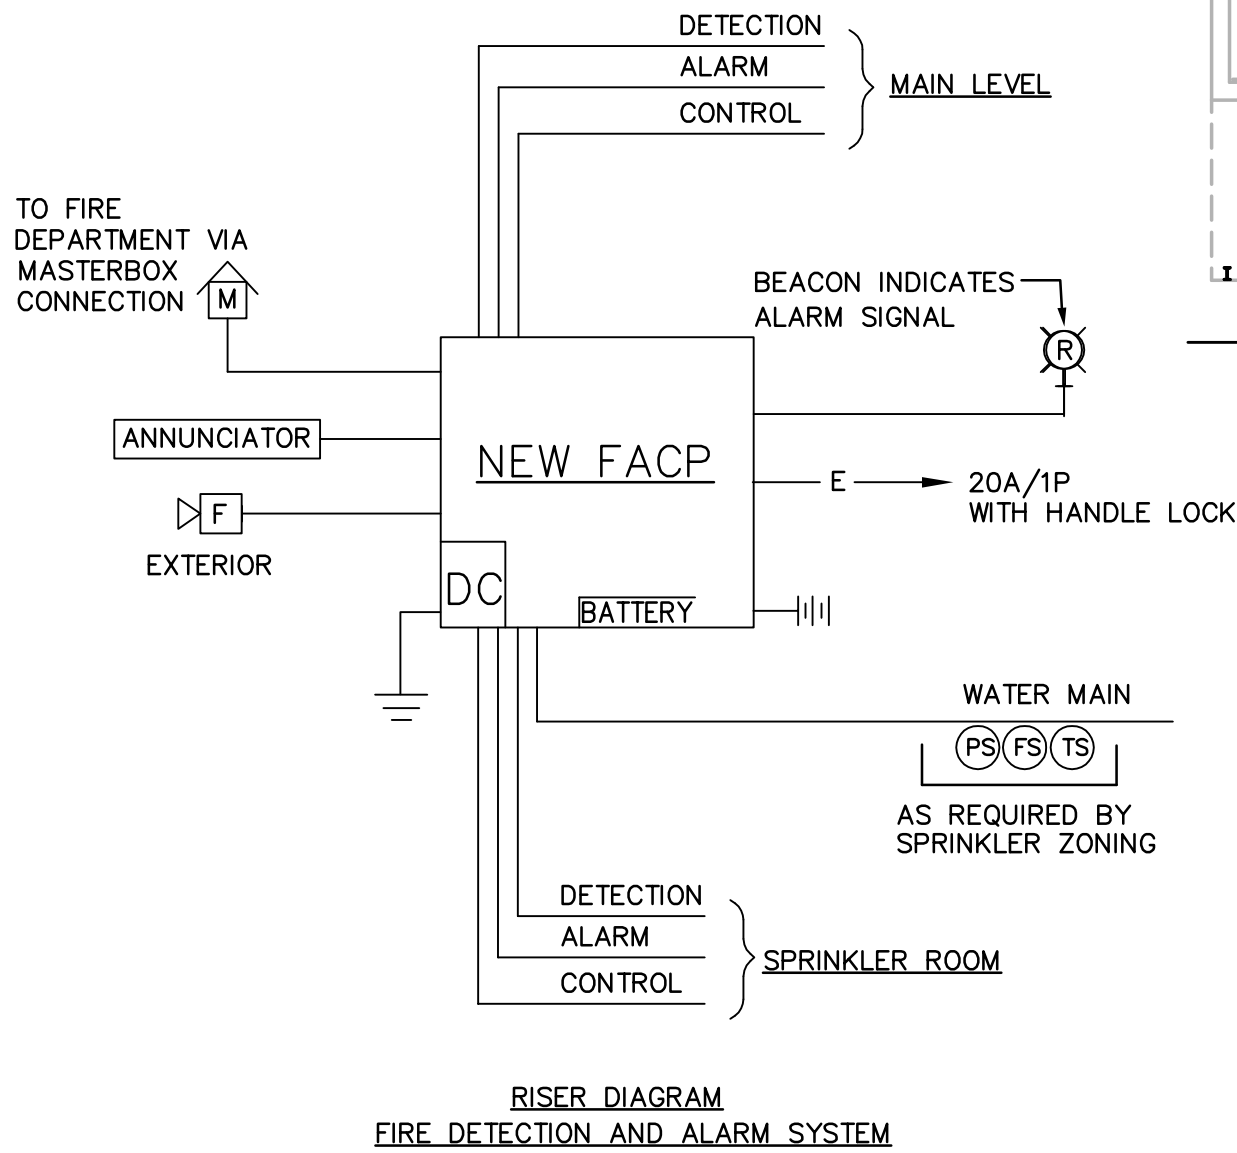 DETECTION
ALARM
CONTROL
MAIN LEVEL
TO FIRE
DEPARTMENT VIA
MASTERBOX
CONNECTION
M
BEACON INDICATES
ALARM SIGNAL
R
ANNUNCIATOR
NEW FACP
E
20A/1P
WITH HANDLE LOCK
F
EXTERIOR
DC
BATTERY
WATER MAIN
PS FS TS
AS REQUIRED BY
SPRINKLER ZONING
DETECTION
ALARM
CONTROL
SPRINKLER ROOM
RISER DIAGRAM
FIRE DETECTION AND ALARM SYSTEM